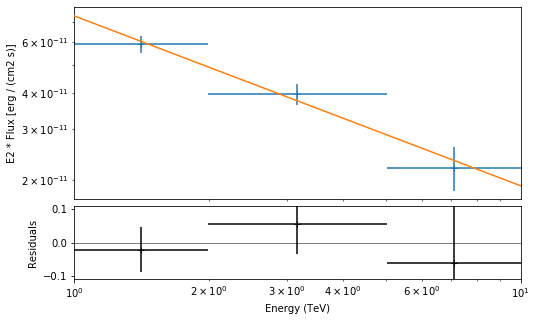 E2 * Flux [erg / (cm2 s)]
6 × 10⁻¹¹
4 × 10⁻¹¹
3 × 10⁻¹¹
2 × 10⁻¹¹
Residuals
0.1
0.0
−0.1
10⁰
2 × 10⁰
3 × 10⁰
4 × 10⁰
6 × 10⁰
10¹
Energy (TeV)